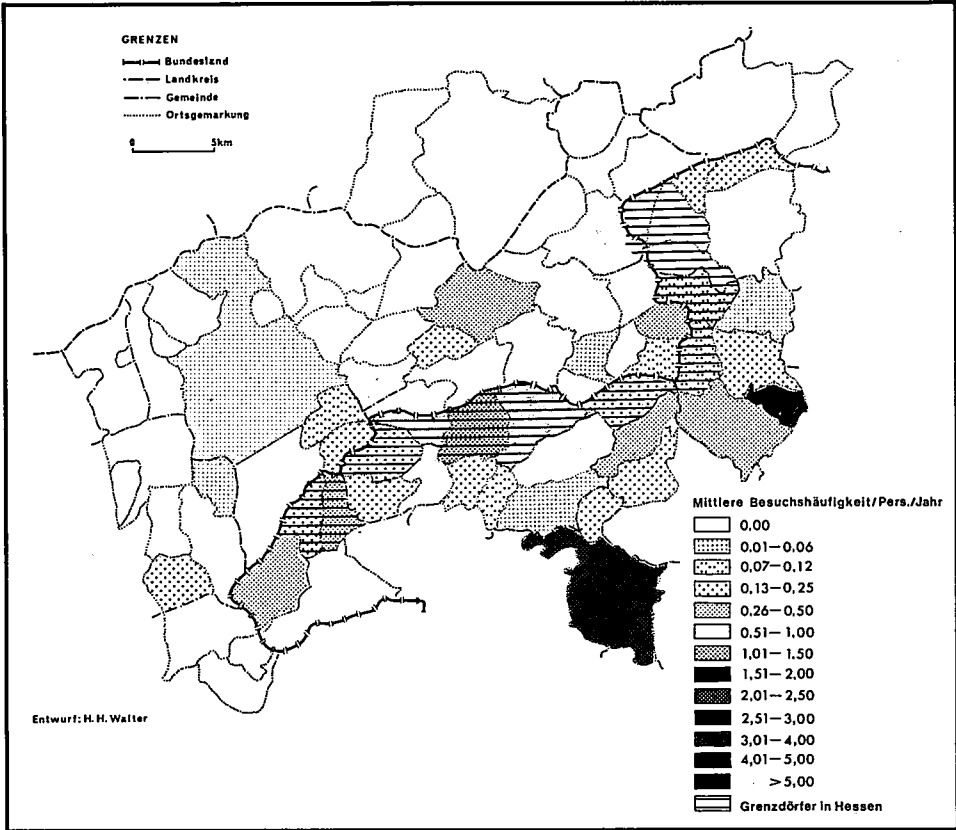 GRENZEN
Bundesland
Landkreis
Gemeinde
Ortsgemarkung
0 5km
Mittlere Besuchshäufigkeit/Pers./Jahr
0,00
0,01—0,06
0,07—0,12
0,13—0,25
0,26—0,50
0,51—1,00
1,01—1,50
1,51—2,00
2,01—2,50
2,51—3,00
3,01—4,00
4,01—5,00
>5,00
Grenzdörfer in Hessen
Entwurf: H.H. Walter